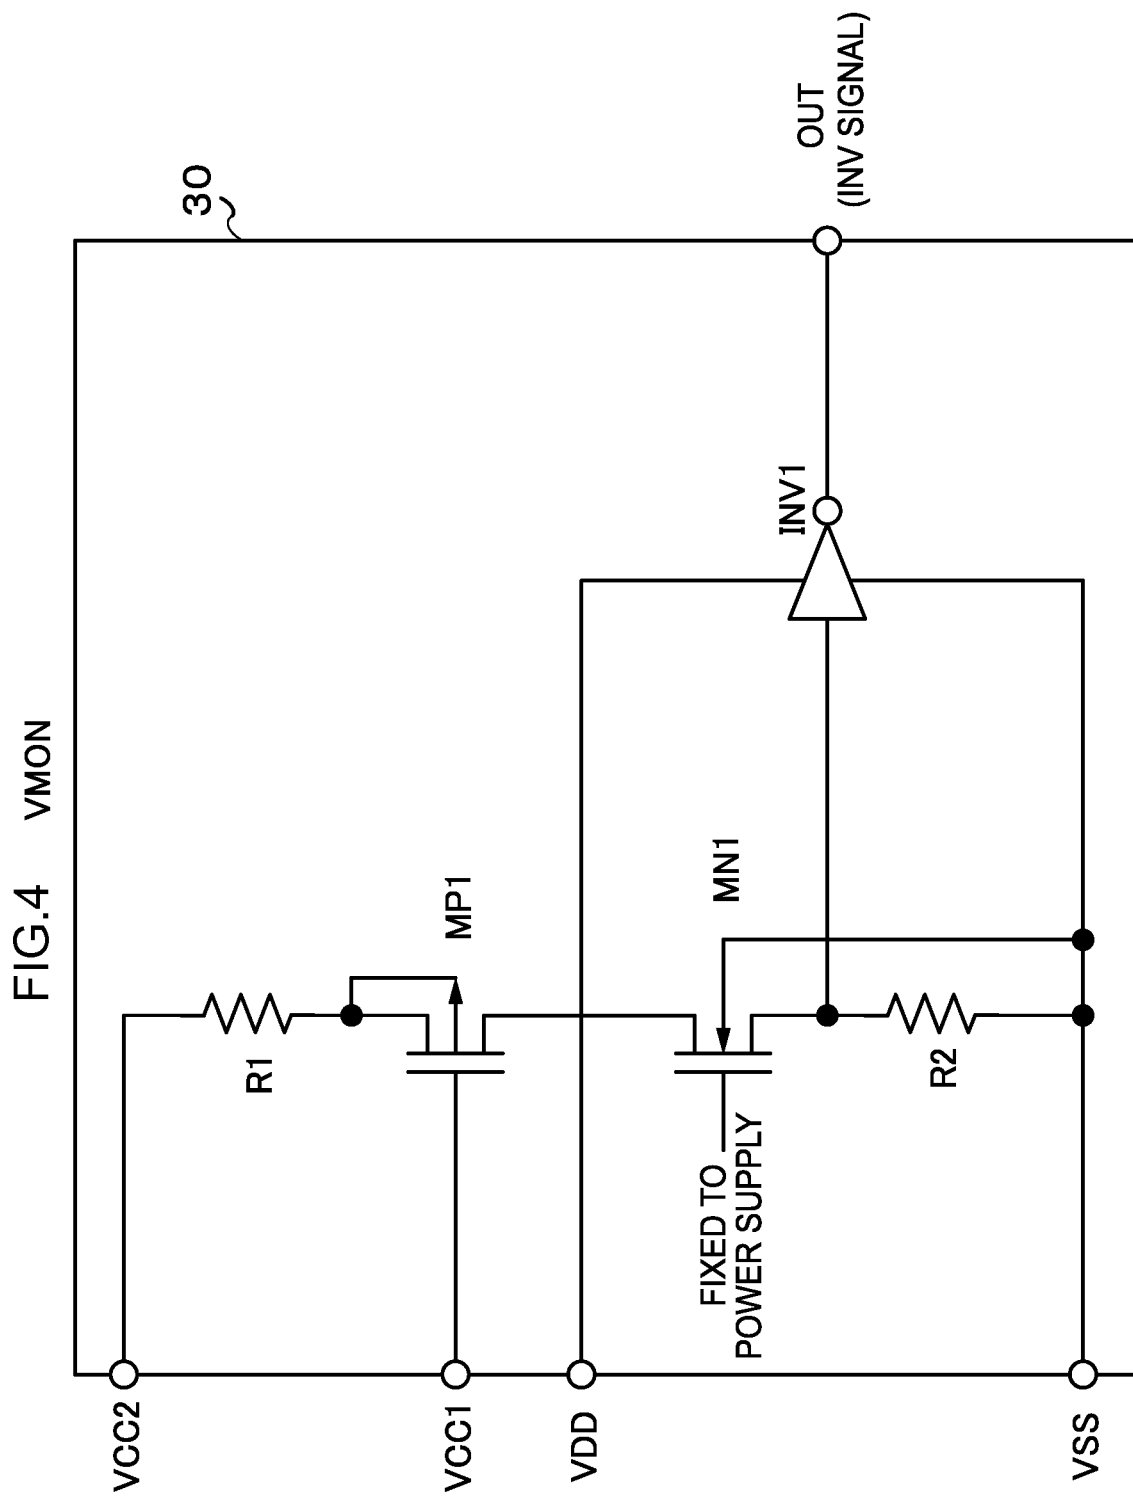 FIG.4 VMON
30
VCC2
R1
VCC1
MP1
VDD
FIXED TO
POWER SUPPLY
MN1
INV1
OUT
(INV SIGNAL)
R2
VSS